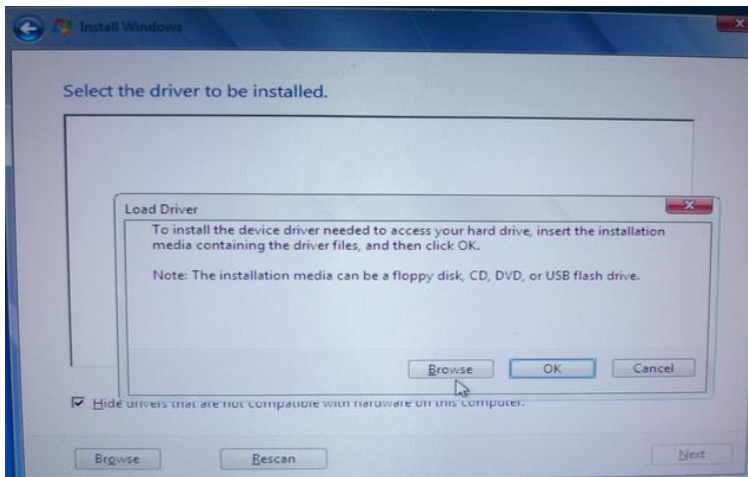 Install Windows
Select the driver to be installed.
Load Driver
To install the device driver needed to access your hard drive, insert the installation
media containing the driver files, and then click OK.
Note: The installation media can be a floppy disk, CD, DVD, or USB flash drive.
Browse OK Cancel
Hide drivers that are not compatible with hardware on this computer.
Browse Rescan Next